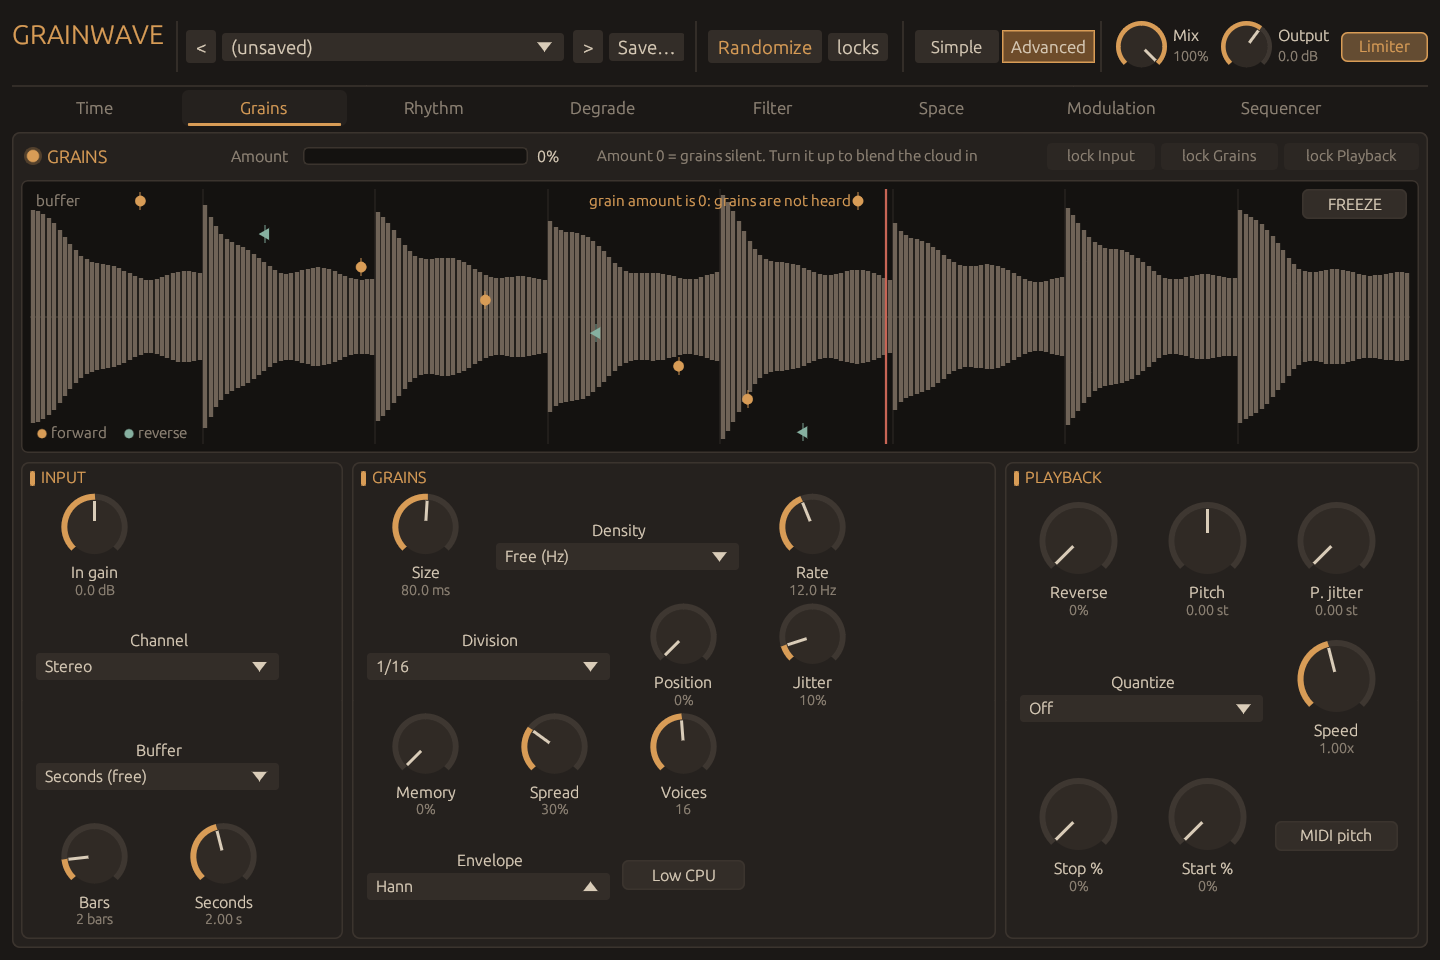 GRAINWAVE
< (unsaved) > Save...
Randomize locks
Simple Advanced
Mix 100%
Output 0.0 dB
Limiter
Time Grains Rhythm Degrade Filter Space Modulation Sequencer
GRAINS Amount 0% Amount 0 = grains silent. Turn it up to blend the cloud in lock Input lock Grains lock Playback
buffer grain amount is 0: grains are not heard FREEZE
forward reverse
INPUT
In gain
0.0 dB
Channel
Stereo
Buffer
Seconds (free)
Bars Seconds
2 bars 2.00 s
GRAINS
Density
Free (Hz)
Size Rate
80.0 ms 12.0 Hz
Division
1/16
Position Jitter
0% 10%
Memory Spread Voices
0% 30% 16
Envelope
Hann Low CPU
PLAYBACK
Reverse Pitch P. jitter
0% 0.00 st 0.00 st
Quantize
Off
Speed
1.00x
MIDI pitch
Stop % Start %
0% 0%